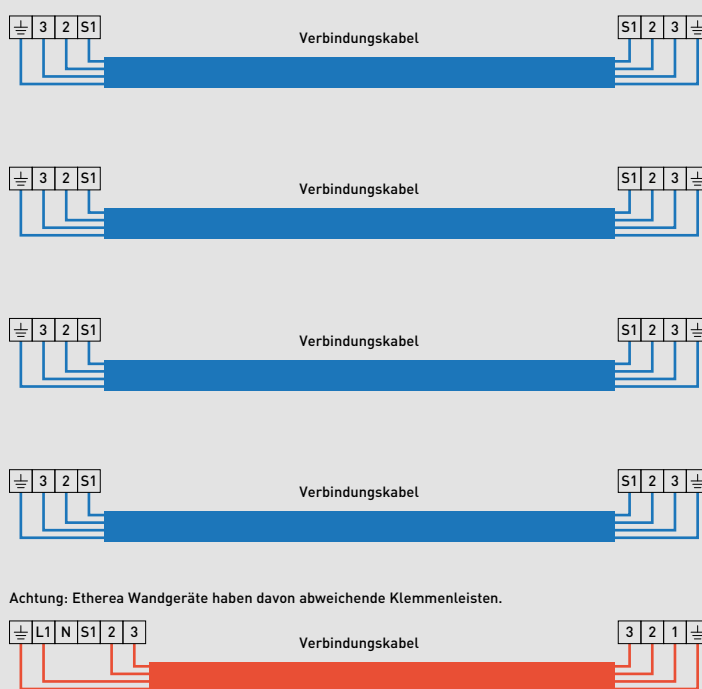 ⏚ 3 2 S1 Verbindungskabel S1 2 3 ⏚
⏚ 3 2 S1 Verbindungskabel S1 2 3 ⏚
⏚ 3 2 S1 Verbindungskabel S1 2 3 ⏚
⏚ 3 2 S1 Verbindungskabel S1 2 3 ⏚
Achtung: Etherea Wandgeräte haben davon abweichende Klemmenleisten.
⏚ L1 N S1 2 3 Verbindungskabel 3 2 1 ⏚